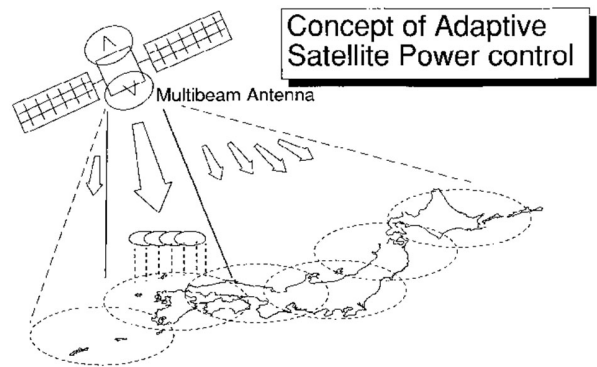 Concept of Adaptive
Satellite Power control
Multibeam Antenna